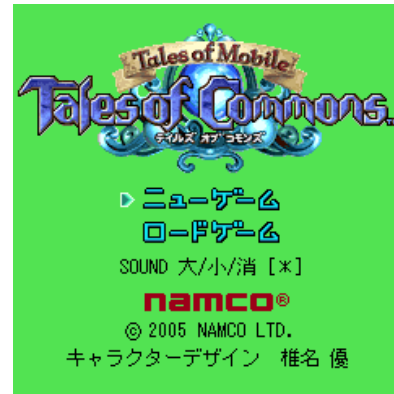 Tales of Mobile
Tales of Commons™
テイルズ オブ コモンズ
ニューゲーム
ロードゲーム
SOUND 大/小/消 [*]
namco®
© 2005 NAMCO LTD.
キャラクターデザイン 椎名 優